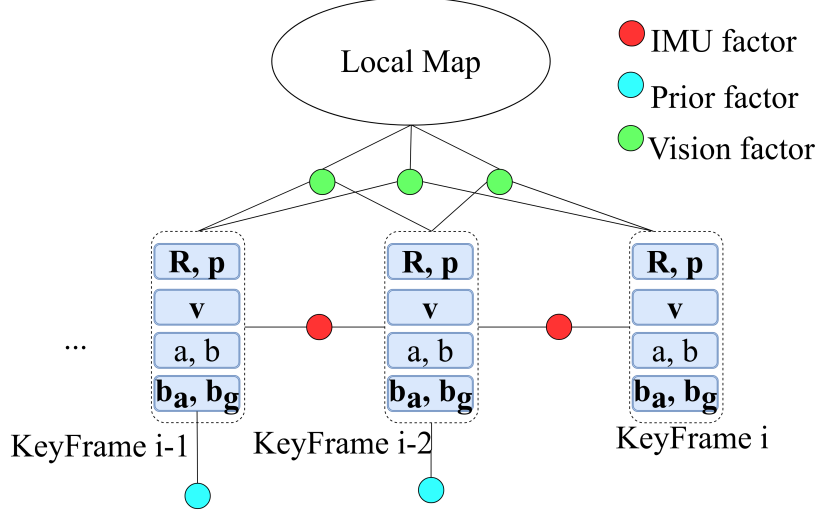 Local Map
IMU factor
Prior factor
Vision factor
R, p
v
a, b
ba, bg
R, p
v
a, b
ba, bg
R, p
v
a, b
ba, bg
...
KeyFrame i-1
KeyFrame i-2
KeyFrame i